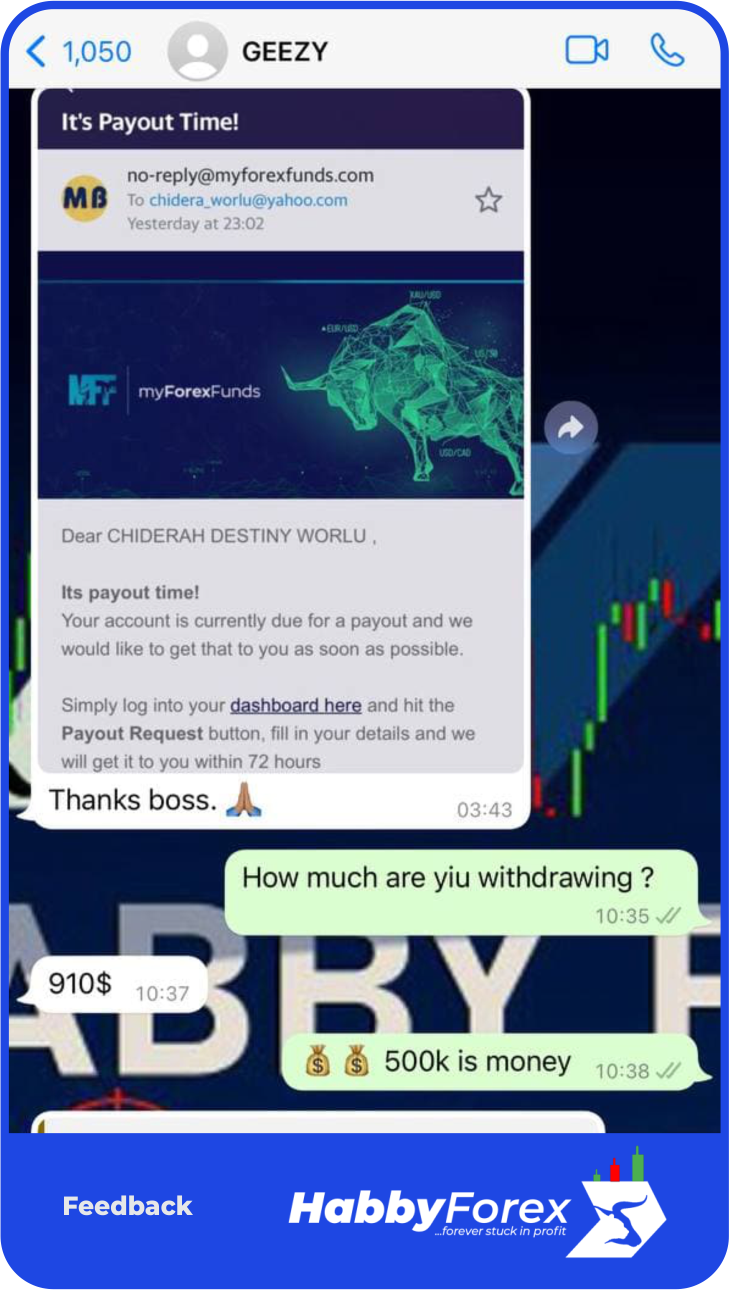 1,050
GEEZY
It's Payout Time!
MB
no-reply@myforexfunds.com
To chidera_worlu@yahoo.com
Yesterday at 23:02
XAU/USD
EUR/USD
US/30
MFF
myForexFunds
USD/CAD
Dear CHIDERAH DESTINY WORLU ,
Its payout time!
Your account is currently due for a payout and we
would like to get that to you as soon as possible.
Simply log into your dashboard here and hit the
Payout Request button, fill in your details and we
will get it to you within 72 hours
Thanks boss. 🙏🏽
03:43
How much are yiu withdrawing ?
10:35
910$ 10:37
💰 💰 500k is money 10:38
ABBY F
Feedback
HabbyForex
...forever stuck in profit